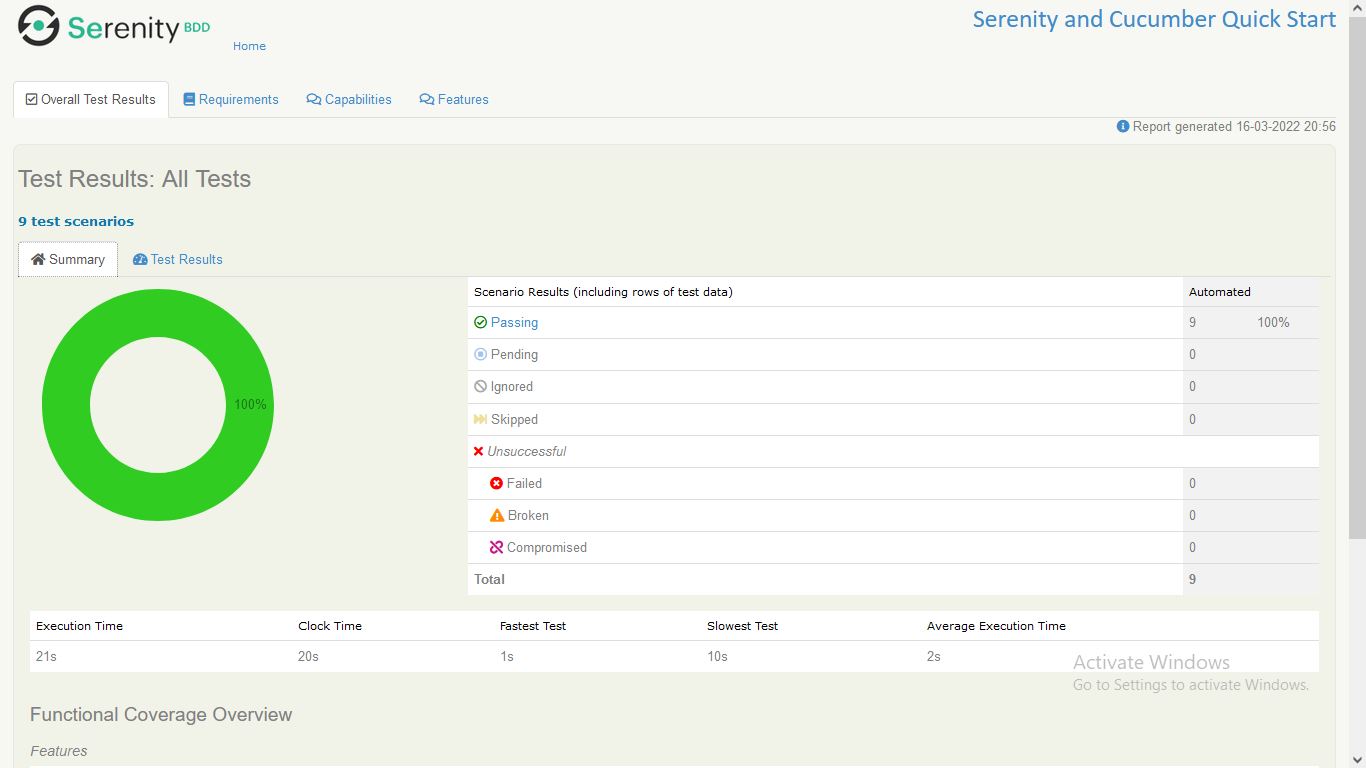 Serenity BDD
Home
Serenity and Cucumber Quick Start
Overall Test Results Requirements Capabilities Features
Report generated 16-03-2022 20:56
Test Results: All Tests
9 test scenarios
Summary Test Results
100%
Scenario Results (including rows of test data) Automated
Passing 9 100%
Pending 0
Ignored 0
Skipped 0
Unsuccessful
Failed 0
Broken 0
Compromised 0
Total 9
Execution Time Clock Time Fastest Test Slowest Test Average Execution Time
21s 20s 1s 10s 2s
Activate Windows
Go to Settings to activate Windows.
Functional Coverage Overview
Features